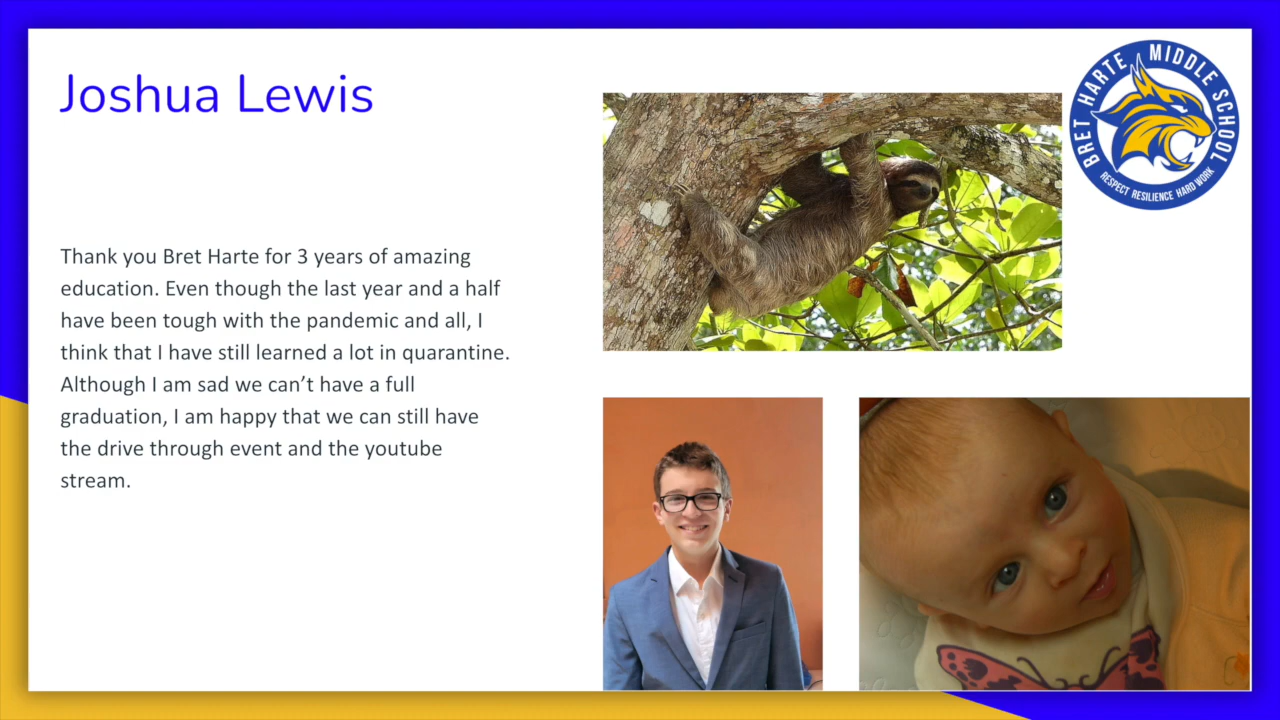 Joshua Lewis
Thank you Bret Harte for 3 years of amazing
education. Even though the last year and a half
have been tough with the pandemic and all, I
think that I have still learned a lot in quarantine.
Although I am sad we can’t have a full
graduation, I am happy that we can still have
the drive through event and the youtube
stream.
BRET HARTE MIDDLE SCHOOL
RESPECT RESILIENCE HARD WORK